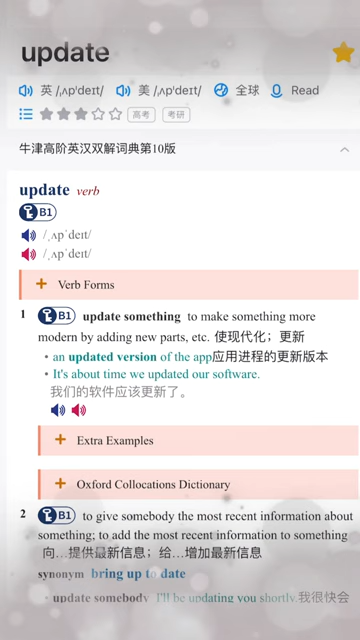 update
英 /ˌʌpˈdeɪt/ 美 /ˌʌpˈdeɪt/ 全球 Read
高考 考研
牛津高阶英汉双解词典第10版
update verb
B1
/ˌʌpˈdeɪt/
/ˌʌpˈdeɪt/
+ Verb Forms
1 B1 update something to make something more
modern by adding new parts, etc. 使现代化；更新
• an updated version of the app应用进程的更新版本
• It's about time we updated our software.
我们的软件应该更新了。
+ Extra Examples
+ Oxford Collocations Dictionary
2 B1 to give somebody the most recent information about
something; to add the most recent information to something
向…提供最新信息；给…增加最新信息
synonym bring up to date
• update somebody I'll be updating you shortly.我很快会